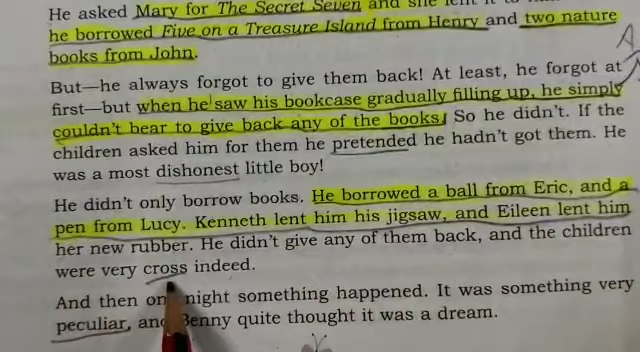 He asked Mary for The Secret Seven and she lent it to
he borrowed Five on a Treasure Island from Henry and two nature
books from John.
But—he always forgot to give them back! At least, he forgot at
first—but when he saw his bookcase gradually filling up, he simply
couldn't bear to give back any of the books. So he didn't. If the
children asked him for them he pretended he hadn't got them. He
was a most dishonest little boy!
He didn't only borrow books. He borrowed a ball from Eric, and a
pen from Lucy. Kenneth lent him his jigsaw, and Eileen lent him
her new rubber. He didn't give any of them back, and the children
were very cross indeed.
And then night something happened. It was something very
peculiar, and Benny quite thought it was a dream.